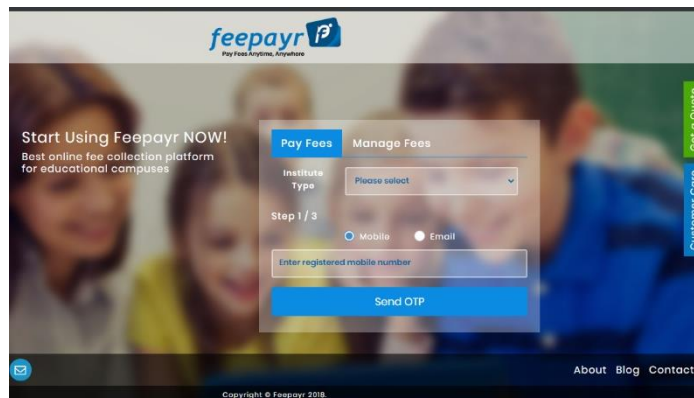 feepayr
Pay Fees Anytime, Anywhere
Start Using Feepayr NOW!
Best online fee collection platform
for educational campuses
Pay Fees
Manage Fees
Institute
Type
Please select
Step 1 / 3
Mobile
Email
Enter registered mobile number
Send OTP
Get a Quote
Customer Care
About Blog Contact
Copyright © Feepayr 2018.